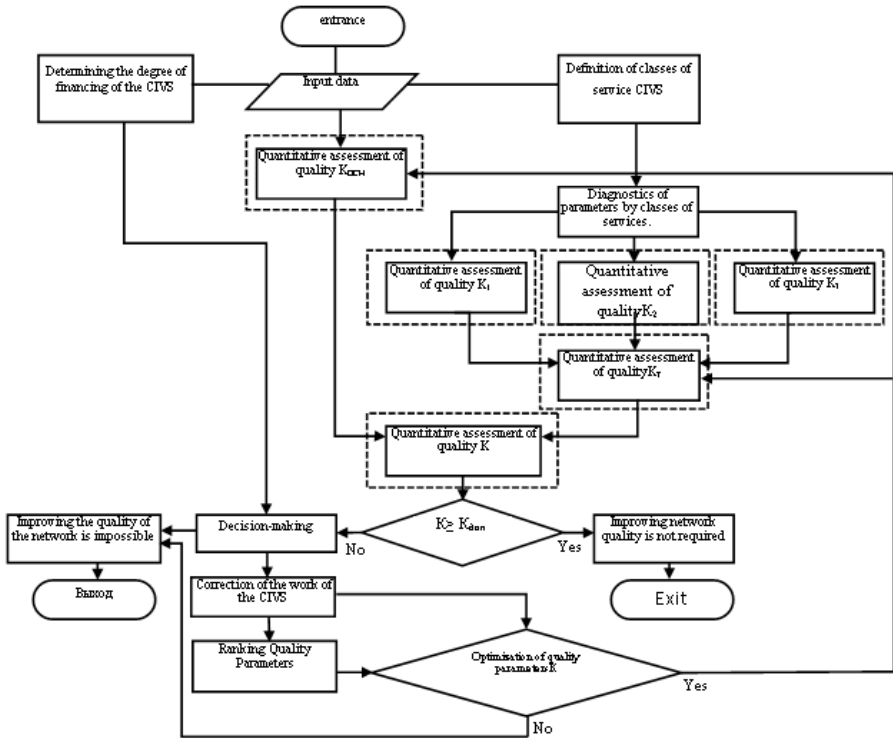 entrance
Determining the degree of
financing of the CIVS
Input data
Definition of classes of
service CIVS
Quantitative assessment of
quality KОСН
Diagnostics of
parameters by classes of
services.
Quantitative assessment
of quality K1
Quantitative
assessment of
qualityK2
Quantitative assessment
of quality K3
Quantitative assessment
of qualityKT
Quantitative assessment of
quality K
Improving the quality of
the network is impossible
Decision-making
K≥ Kdon
Improving network
quality is not required
No
Yes
Выход
Correction of the work of
the CIVS
Exit
Ranking Quality
Parameters
Optimisation of quality
parametersK
Yes
No